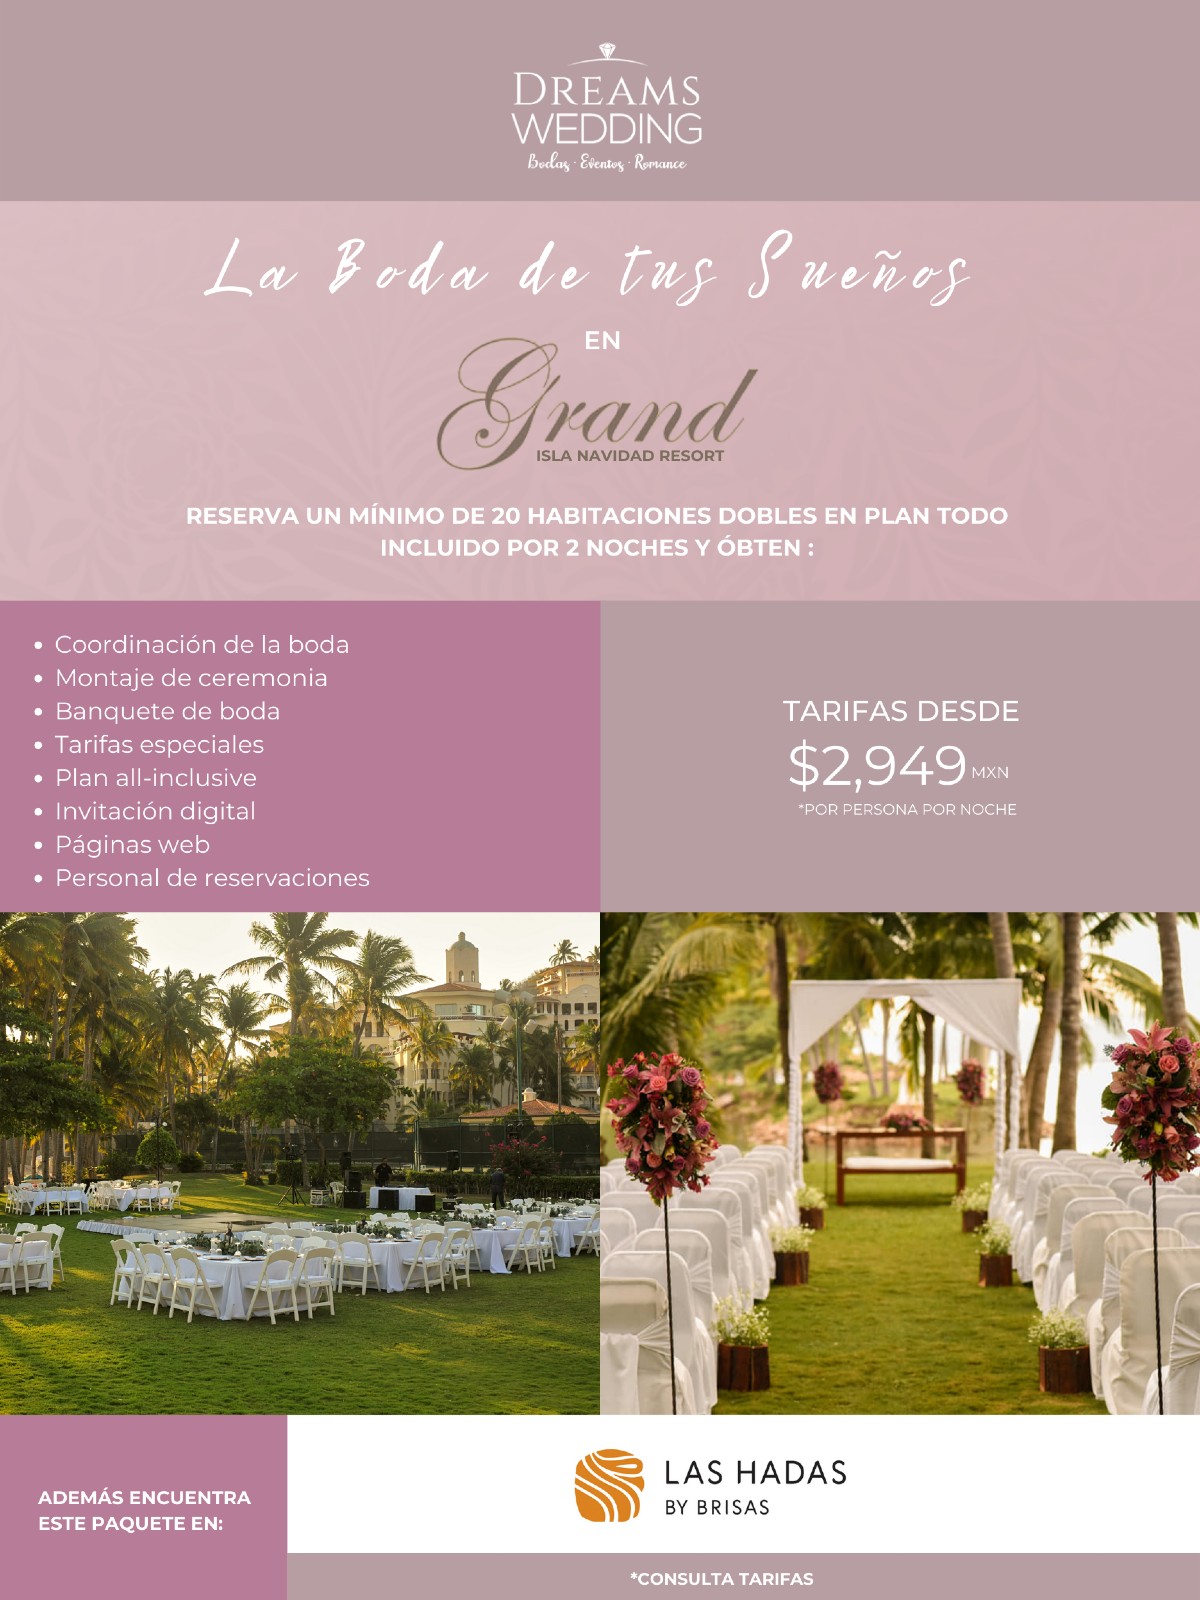 DREAMS
WEDDING
Bodas · Eventos · Romance
La Boda de tus Sueños
EN
Grand
ISLA NAVIDAD RESORT
RESERVA UN MÍNIMO DE 20 HABITACIONES DOBLES EN PLAN TODO
INCLUIDO POR 2 NOCHES Y ÓBTEN :
• Coordinación de la boda
• Montaje de ceremonia
• Banquete de boda
• Tarifas especiales
• Plan all-inclusive
• Invitación digital
• Páginas web
• Personal de reservaciones
TARIFAS DESDE
$2,949 MXN
*POR PERSONA POR NOCHE
ADEMÁS ENCUENTRA
ESTE PAQUETE EN:
LAS HADAS
BY BRISAS
*CONSULTA TARIFAS